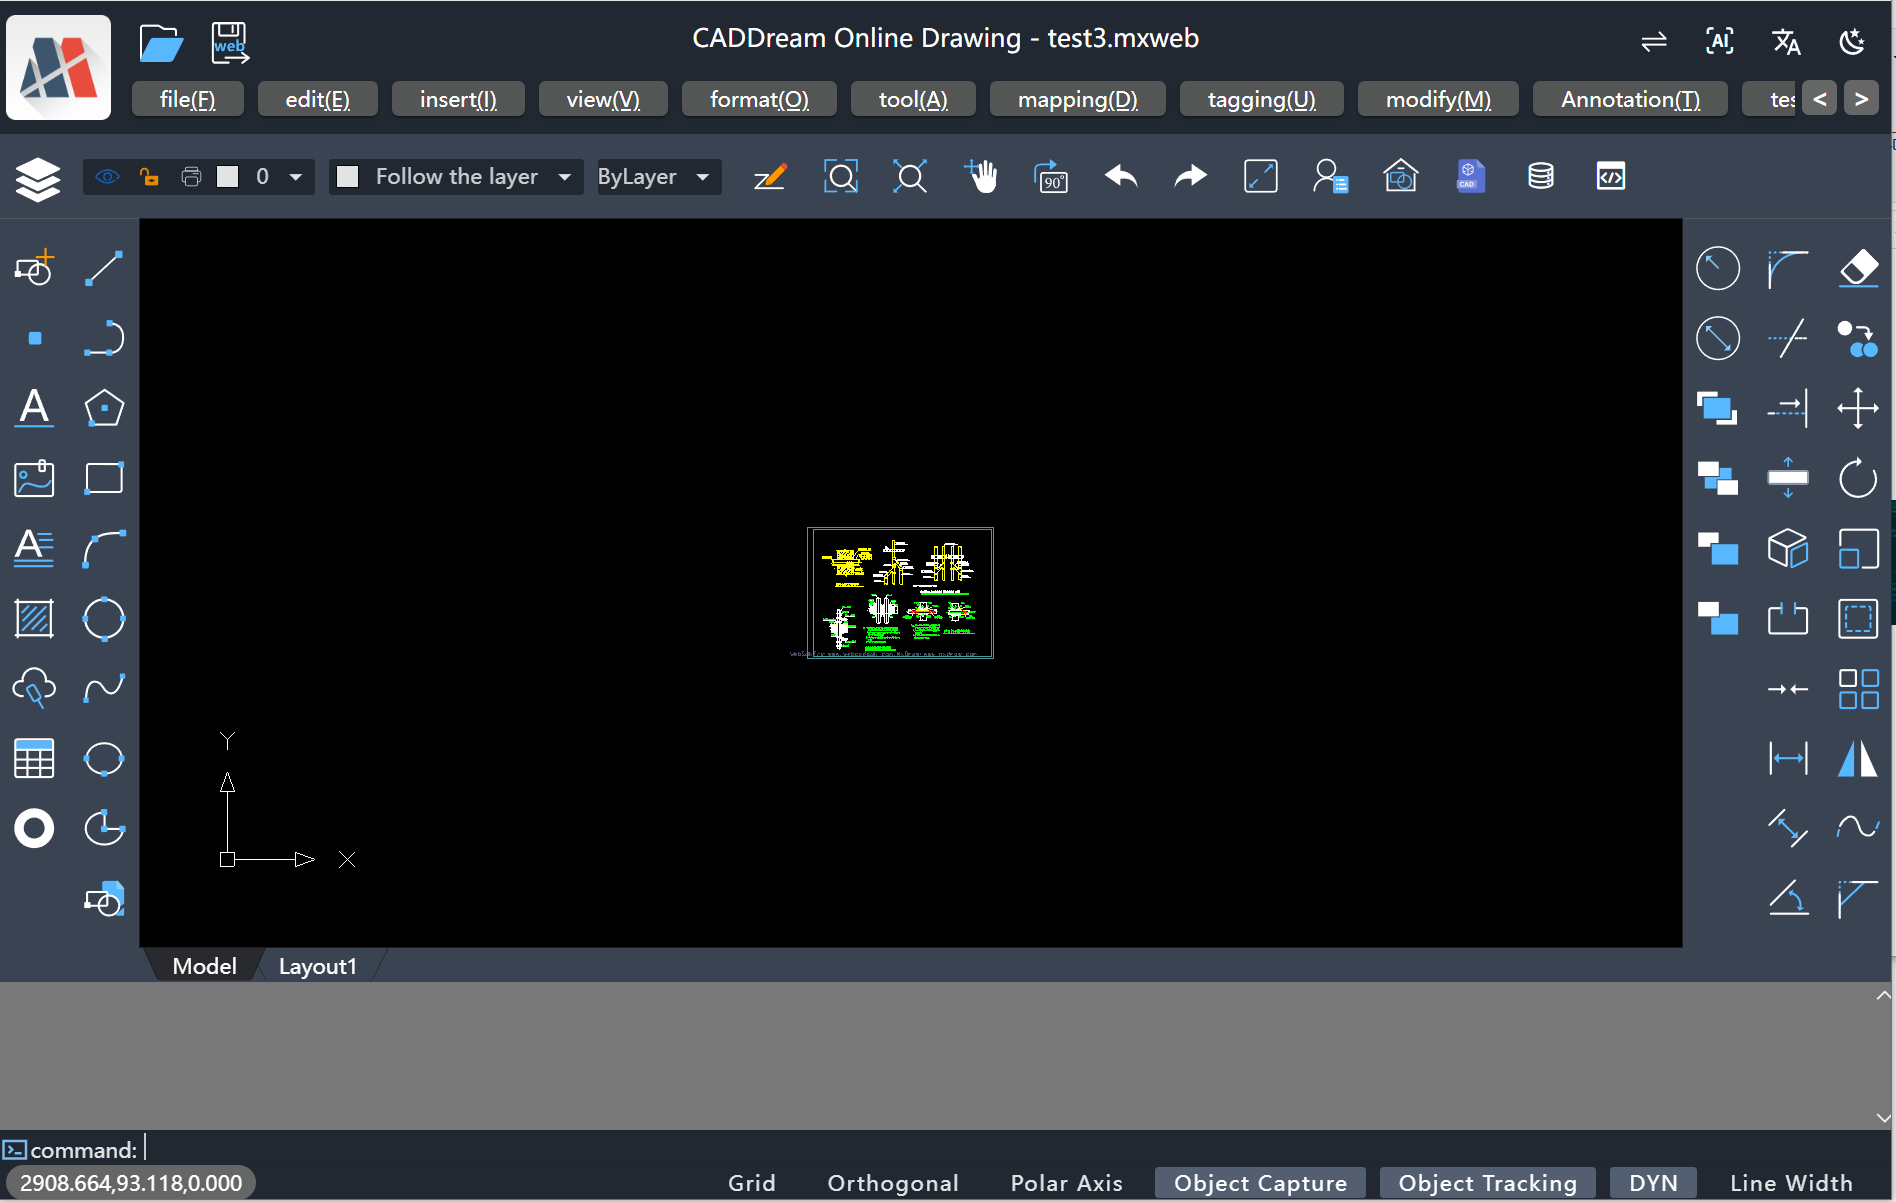 CADDream Online Drawing - test3.mxweb
web
AI
file(F)
edit(E)
insert(I)
view(V)
format(O)
tool(A)
mapping(D)
tagging(U)
modify(M)
Annotation(T)
tes
<
>
0
Follow the layer
ByLayer
90°
CAD
A
A
Y
X
Model
Layout1
command:
2908.664,93.118,0.000
Grid
Orthogonal
Polar Axis
Object Capture
Object Tracking
DYN
Line Width